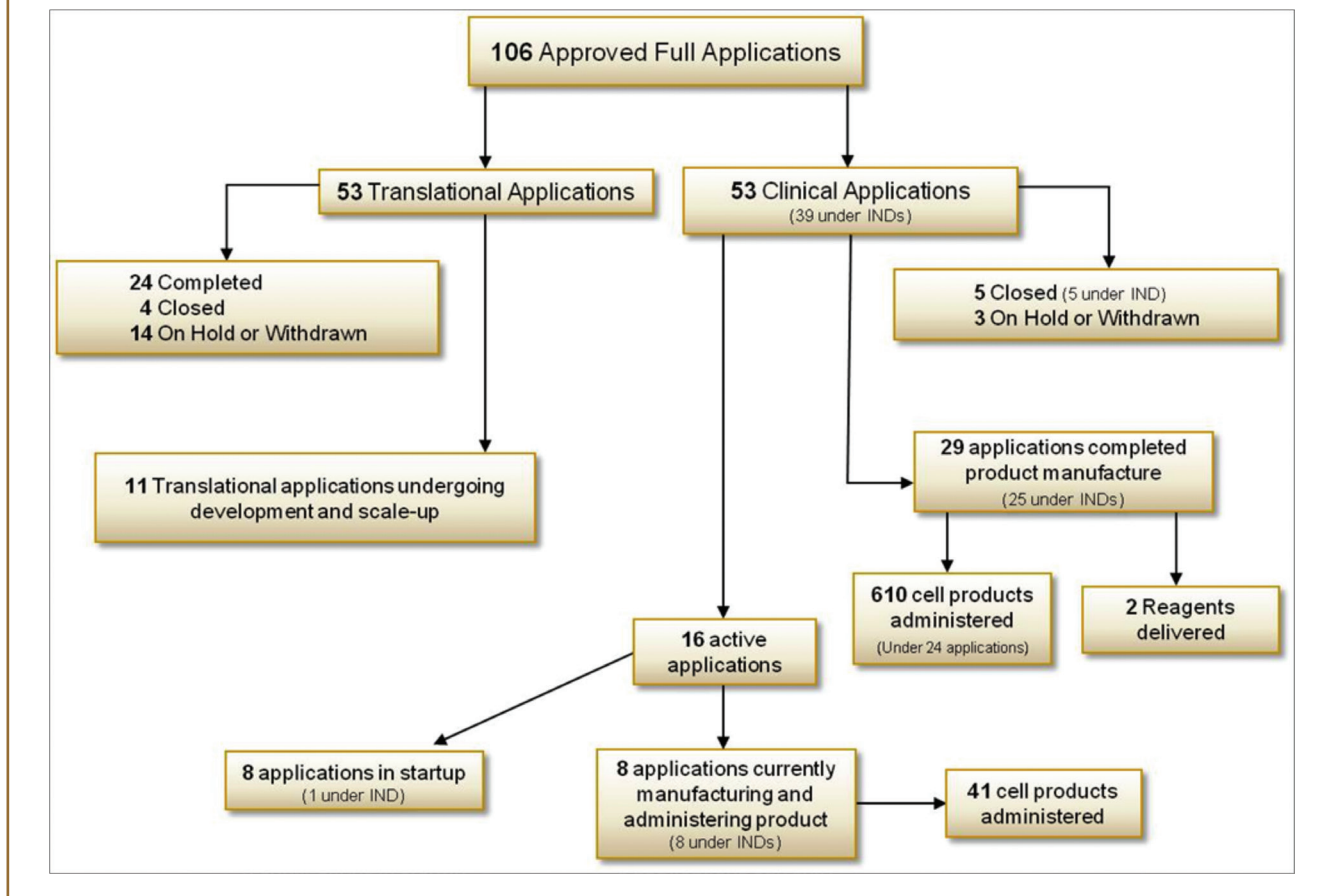 106 Approved Full Applications
53 Translational Applications
53 Clinical Applications
(39 under INDs)
24 Completed
4 Closed
14 On Hold or Withdrawn
5 Closed (5 under IND)
3 On Hold or Withdrawn
11 Translational applications undergoing
development and scale-up
29 applications completed
product manufacture
(25 under INDs)
610 cell products
administered
(Under 24 applications)
2 Reagents
delivered
16 active
applications
8 applications in startup
(1 under IND)
8 applications currently
manufacturing and
administering product
(8 under INDs)
41 cell products
administered